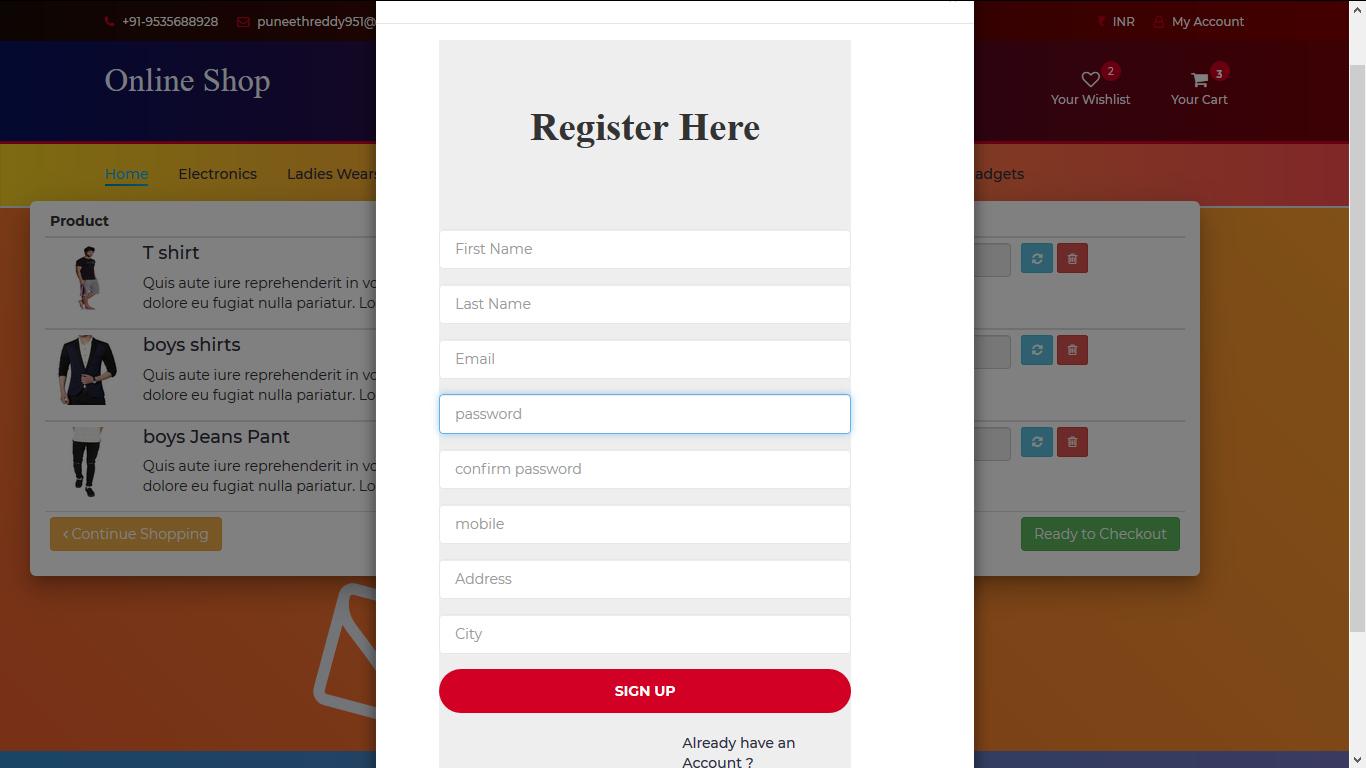 +91-9535688928
puneethreddy951@
INR
My Account
Online Shop
2
Your Wishlist
3
Your Cart
Home
Electronics
Ladies Wears
adgets
Register Here
First Name
Last Name
Email
password
confirm password
mobile
Address
City
SIGN UP
Already have an
Account ?
Product
T shirt
Quis aute iure reprehenderit in vo
dolore eu fugiat nulla pariatur. Lo
boys shirts
Quis aute iure reprehenderit in vo
dolore eu fugiat nulla pariatur. Lo
boys Jeans Pant
Quis aute iure reprehenderit in vo
dolore eu fugiat nulla pariatur. Lo
‹ Continue Shopping
Ready to Checkout